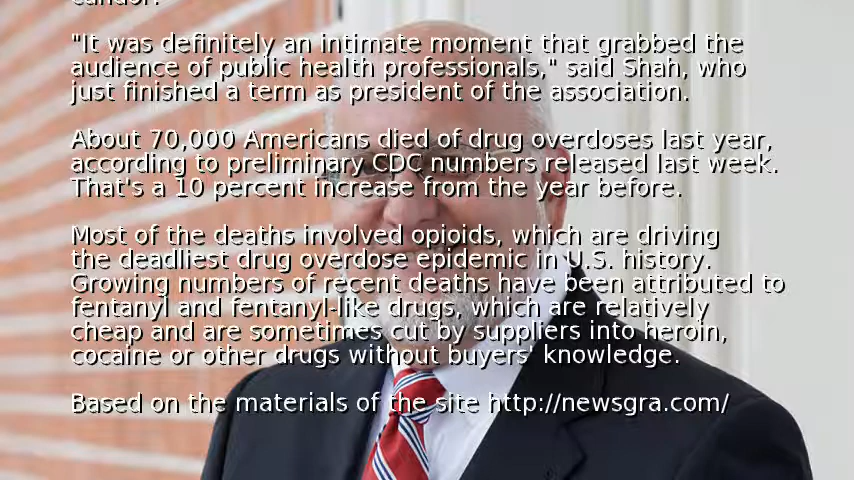 candor.
"It was definitely an intimate moment that grabbed the
audience of public health professionals," said Shah, who
just finished a term as president of the association.
About 70,000 Americans died of drug overdoses last year,
according to preliminary CDC numbers released last week.
That's a 10 percent increase from the year before.
Most of the deaths involved opioids, which are driving
the deadliest drug overdose epidemic in U.S. history.
Growing numbers of recent deaths have been attributed to
fentanyl and fentanyl-like drugs, which are relatively
cheap and are sometimes cut by suppliers into heroin,
cocaine or other drugs without buyers' knowledge.
Based on the materials of the site http://newsgra.com/